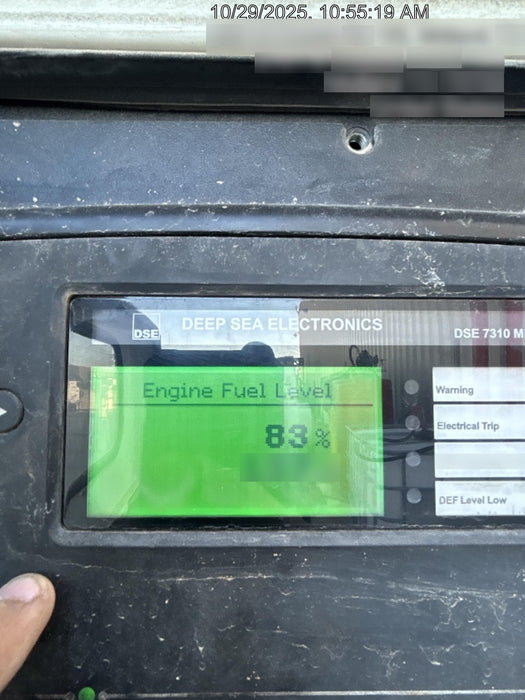 10/29/2025, 10:55:19 AM
DSE
DEEP SEA ELECTRONICS
DSE 7310 M
Engine Fuel Level
83 %
Warning
Electrical Trip
DEF Level Low